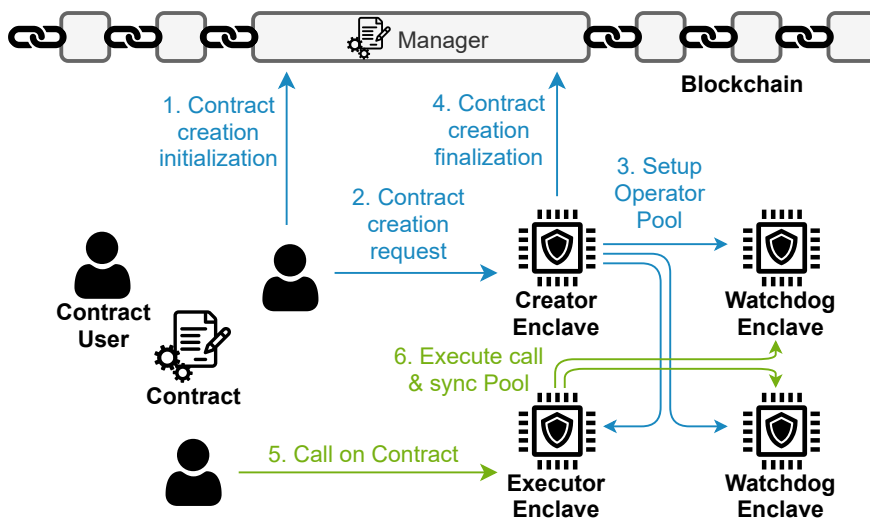 Manager
Blockchain
1. Contract
creation
initialization
4. Contract
creation
finalization
3. Setup
Operator
Pool
2. Contract
creation
request
Contract
User
Creator
Enclave
Watchdog
Enclave
Contract
6. Execute call
& sync Pool
5. Call on Contract
Executor
Enclave
Watchdog
Enclave